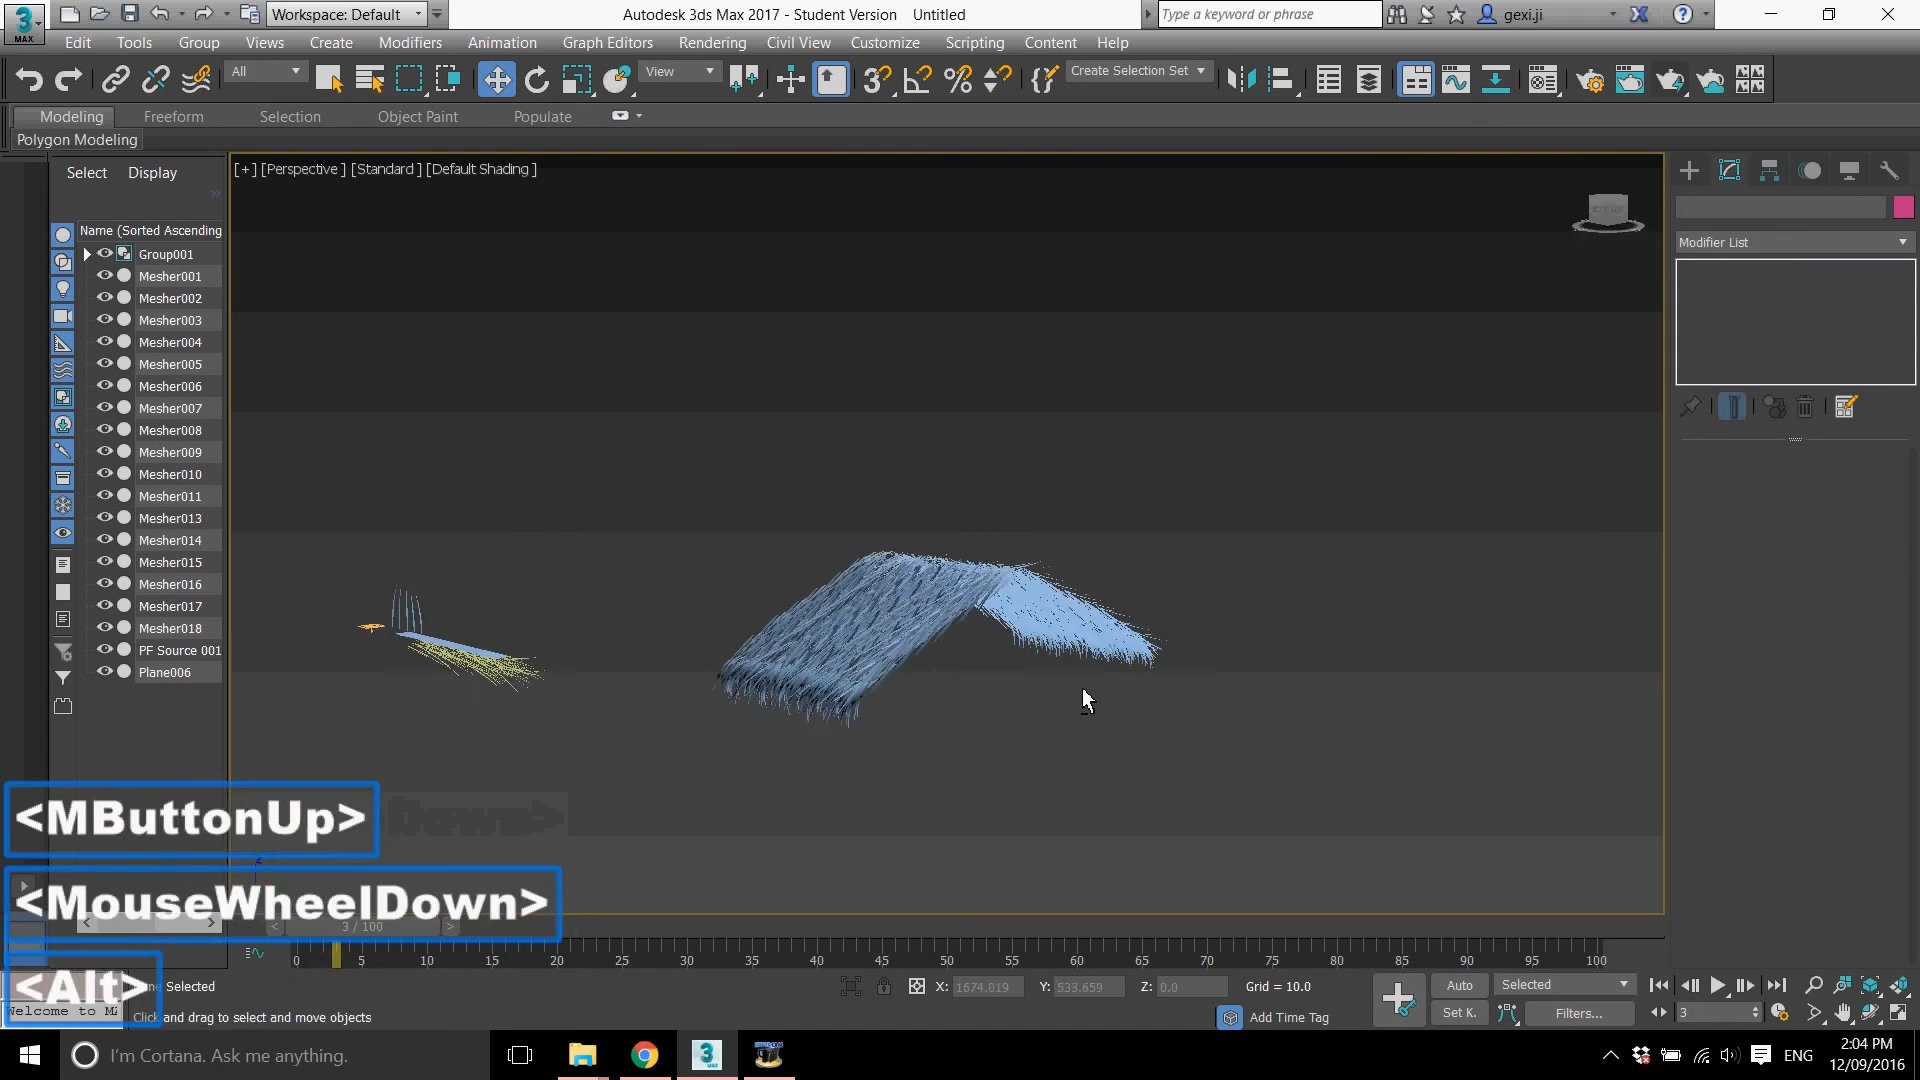 Workspace: Default
Autodesk 3ds Max 2017 - Student Version Untitled
Type a keyword or phrase
gexi.ji
MAX
Edit Tools Group Views Create Modifiers Animation Graph Editors Rendering Civil View Customize Scripting Content Help
All
View
Create Selection Set
Modeling Freeform Selection Object Paint Populate
Polygon Modeling
Select Display
[+] [Perspective ] [Standard ] [Default Shading ]
Name (Sorted Ascending
Modifier List
Group001
Mesher001
Mesher002
Mesher003
Mesher004
Mesher005
Mesher006
Mesher007
Mesher008
Mesher009
Mesher010
Mesher011
Mesher013
Mesher014
Mesher015
Mesher016
Mesher017
Mesher018
PF Source 001
Plane006
<MButtonUp>
<MouseWheelDown>
3 / 100
0 5 10 15 20 25 30 35 40 45 50 55 60 65 70 75 80 85 90 95 100
<Alt>
ne Selected
X: 1674.019 Y: 533.659 Z: 0.0 Grid = 10.0
Auto Selected
Welcome to MA
Click and drag to select and move objects
Add Time Tag
Set K. Filters... 3
I'm Cortana. Ask me anything.
ENG
2:04 PM
12/09/2016